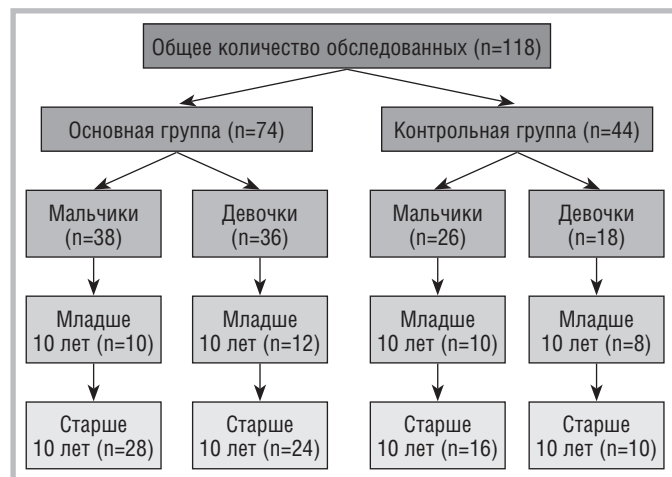 Общее количество обследованных (n=118)
Основная группа (n=74)
Контрольная группа (n=44)
Мальчики
(n=38)
Девочки
(n=36)
Мальчики
(n=26)
Девочки
(n=18)
Младше
10 лет (n=10)
Младше
10 лет (n=12)
Младше
10 лет (n=10)
Младше
10 лет (n=8)
Старше
10 лет (n=28)
Старше
10 лет (n=24)
Старше
10 лет (n=16)
Старше
10 лет (n=10)